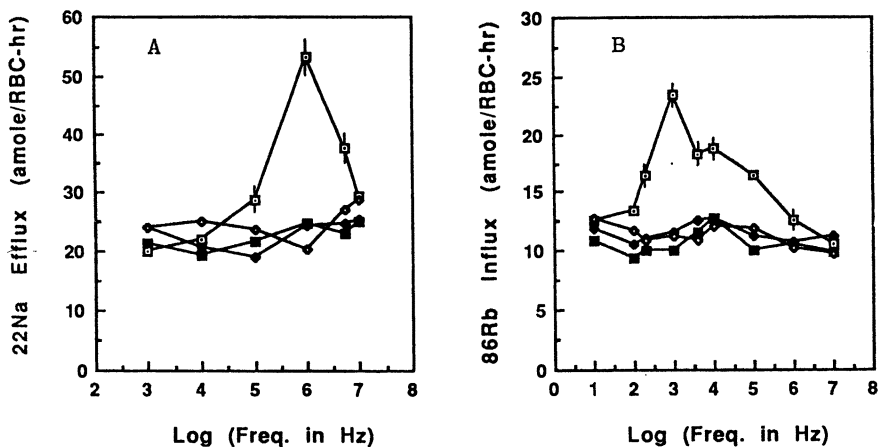 A
22Na Efflux (amole/RBC-hr)
60
50
40
30
20
10
0
2 3 4 5 6 7 8
Log (Freq. in Hz)
B
86Rb Influx (amole/RBC-hr)
30
25
20
15
10
5
0
0 1 2 3 4 5 6 7 8
Log (Freq. in Hz)